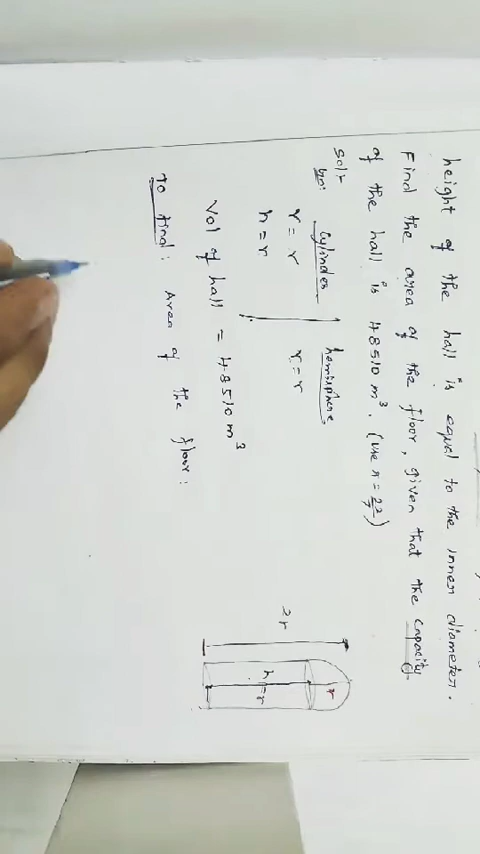 height of the hall is equal to the inner diameter.
Find the area of the floor, given that the capacity
of the hall is 48510 m³. (use π = 22/7)
Soln
Cylinder
hemisphere
r = r
r = r
h = r
Vol of hall = 48510 m³
To find: Area of the floor:
2r
r
h = r